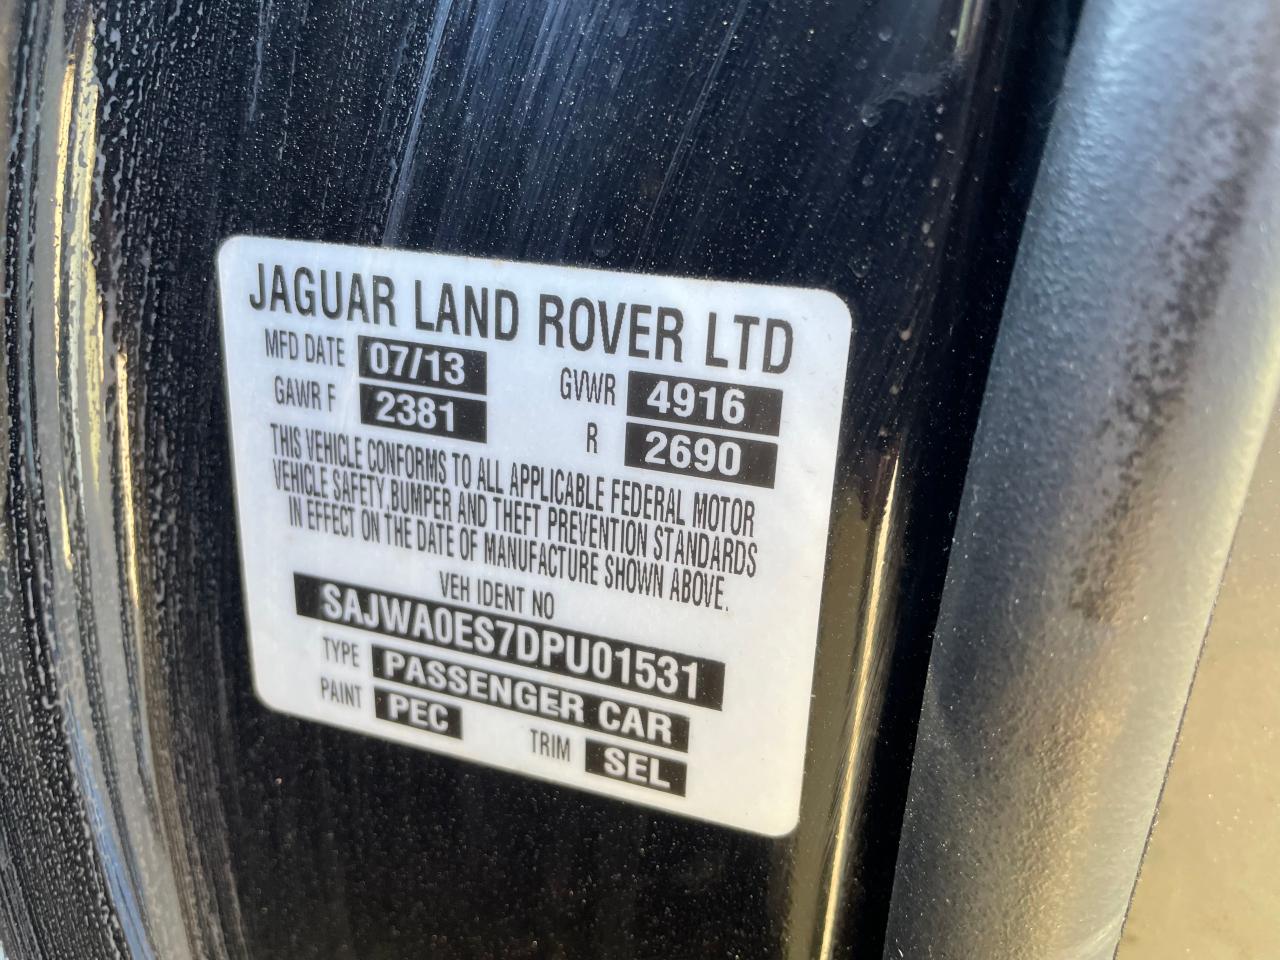 JAGUAR LAND ROVER LTD
MFD DATE 07/13 GVWR 4916
GAWR F 2381 R 2690
THIS VEHICLE CONFORMS TO ALL APPLICABLE FEDERAL MOTOR
VEHICLE SAFETY,BUMPER AND THEFT PREVENTION STANDARDS
IN EFFECT ON THE DATE OF MANUFACTURE SHOWN ABOVE.
VEH IDENT NO
SAJWA0ES7DPU01531
TYPE PASSENGER CAR
PAINT PEC TRIM SEL